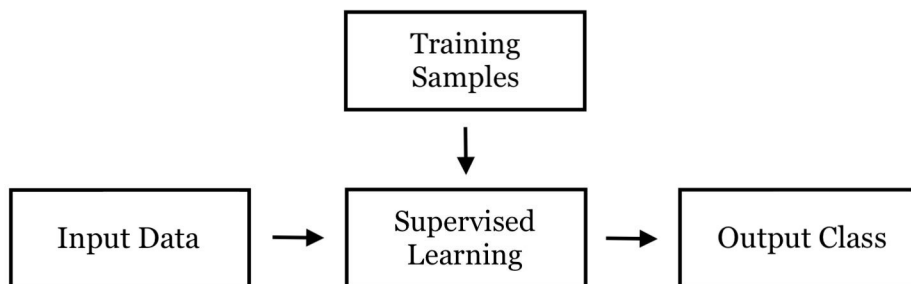 Training
Samples
Input Data
Supervised
Learning
Output Class